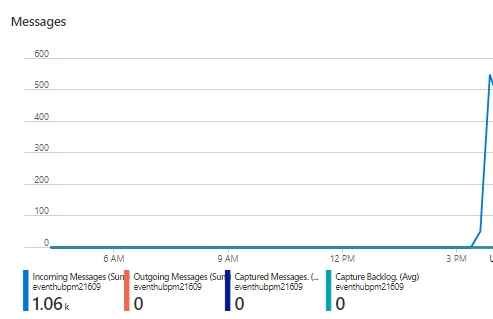 Messages
600
500
400
300
200
100
0
6 AM 9 AM 12 PM 3 PM
Incoming Messages (Sum Outgoing Messages (Sum Captured Messages. (... Capture Backlog. (Avg)
eventhubpm21609 eventhubpm21609 eventhubpm21609 eventhubpm21609
1.06 k 0 0 0